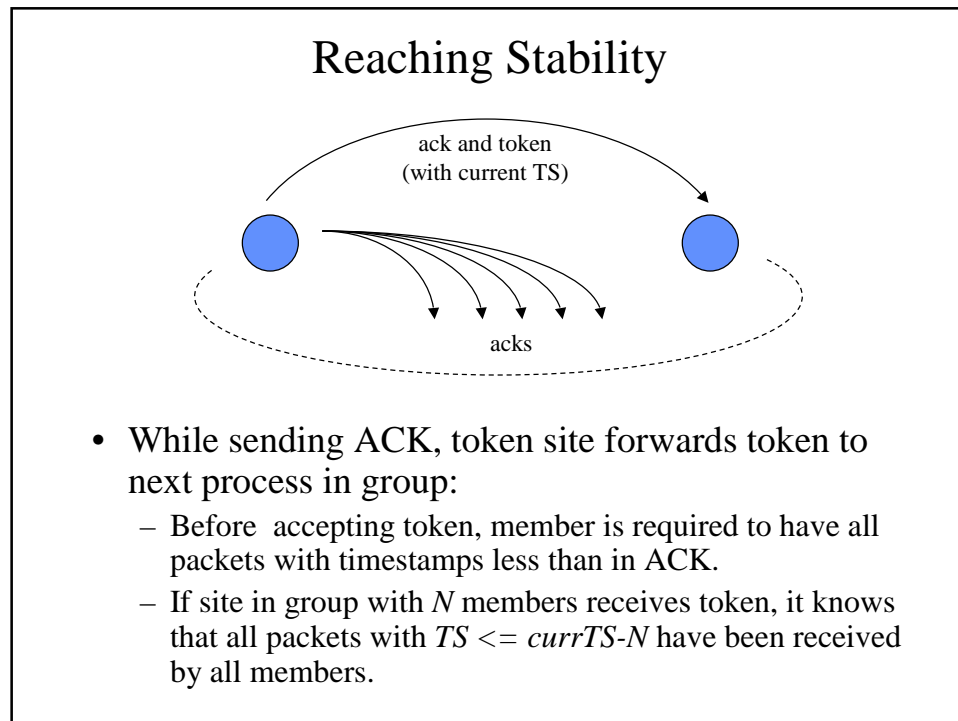 Reaching Stability
ack and token
(with current TS)
acks
• While sending ACK, token site forwards token to
next process in group:
– Before  accepting token, member is required to have all
packets with timestamps less than in ACK.
– If site in group with N members receives token, it knows
that all packets with TS <= currTS-N have been received
by all members.